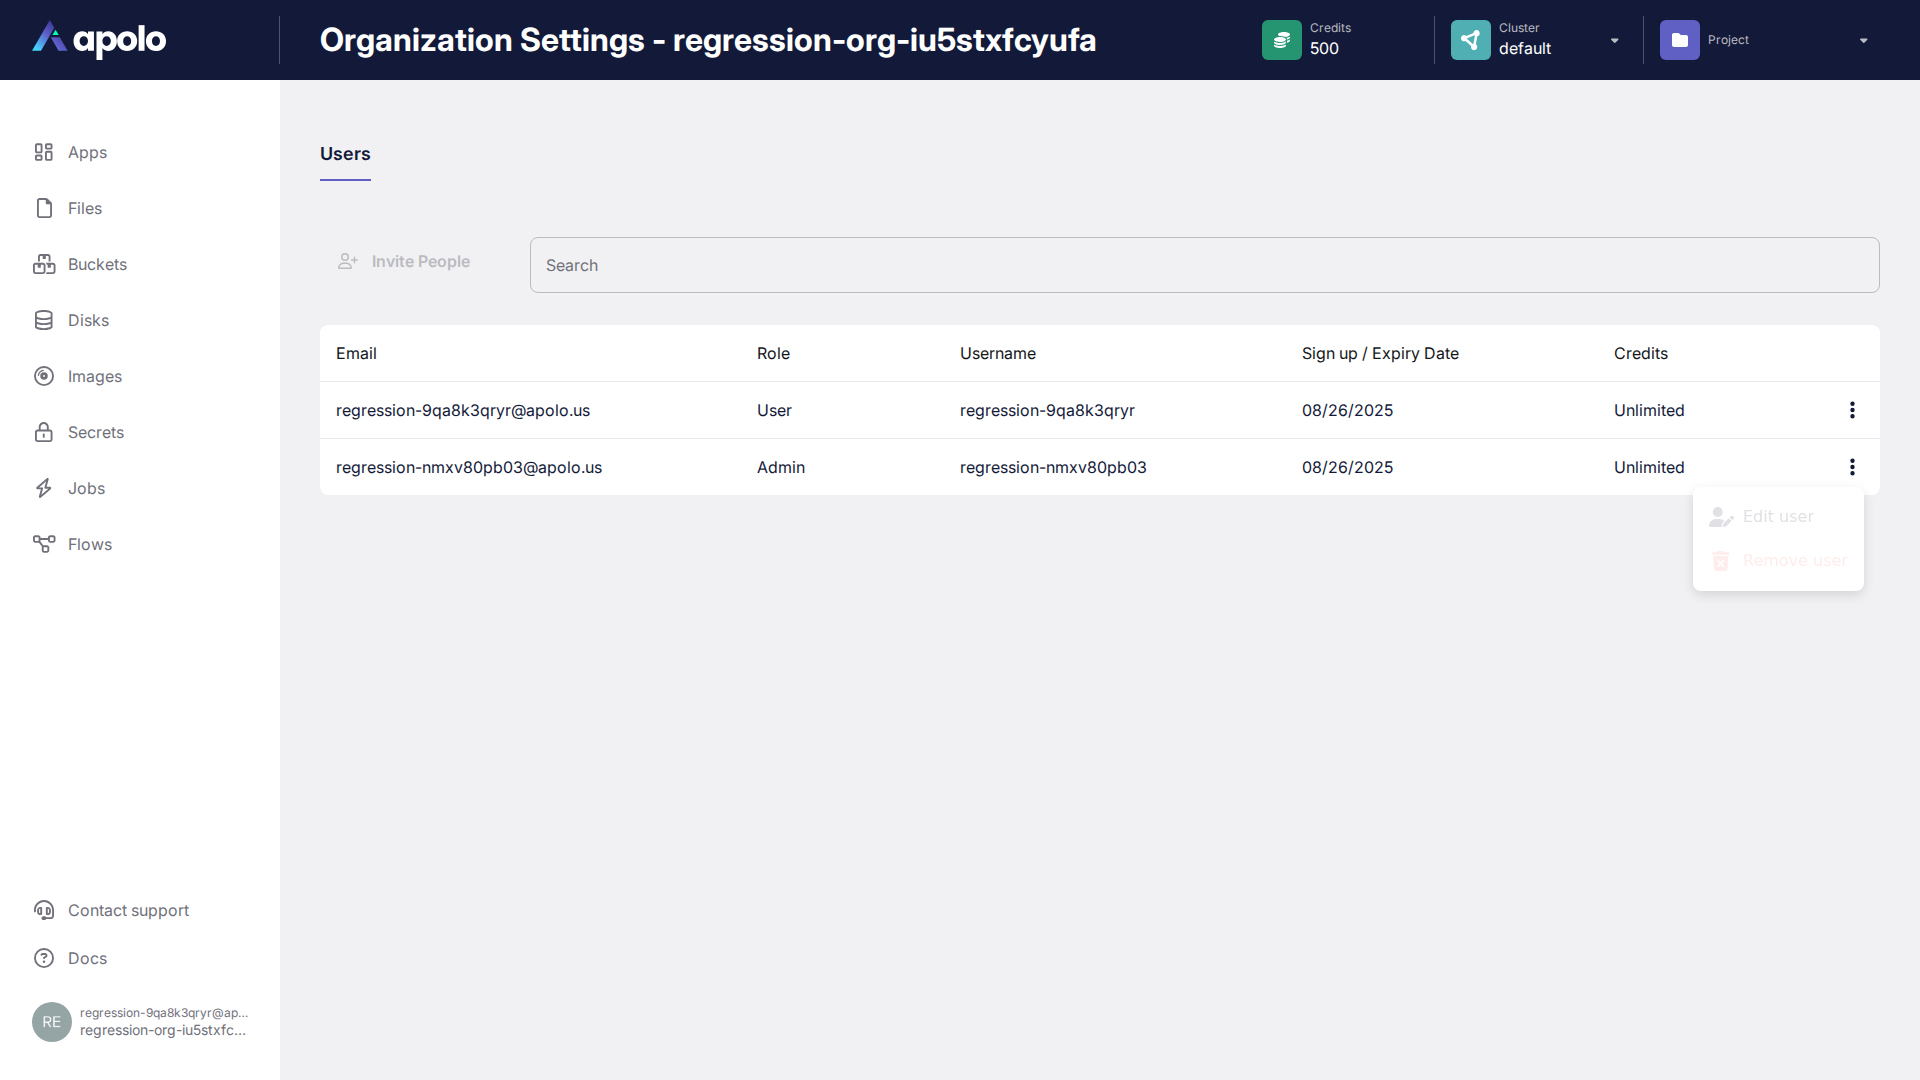 apolo
Organization Settings - regression-org-iu5stxfcyufa
Credits
500
Cluster
default
Project
Apps
Files
Buckets
Disks
Images
Secrets
Jobs
Flows
Users
Invite People
Search
Email Role Username Sign up / Expiry Date Credits
regression-9qa8k3qryr@apolo.us User regression-9qa8k3qryr 08/26/2025 Unlimited
regression-nmxv80pb03@apolo.us Admin regression-nmxv80pb03 08/26/2025 Unlimited
Edit user
Remove user
Contact support
Docs
RE
regression-9qa8k3qryr@ap...
regression-org-iu5stxfc...